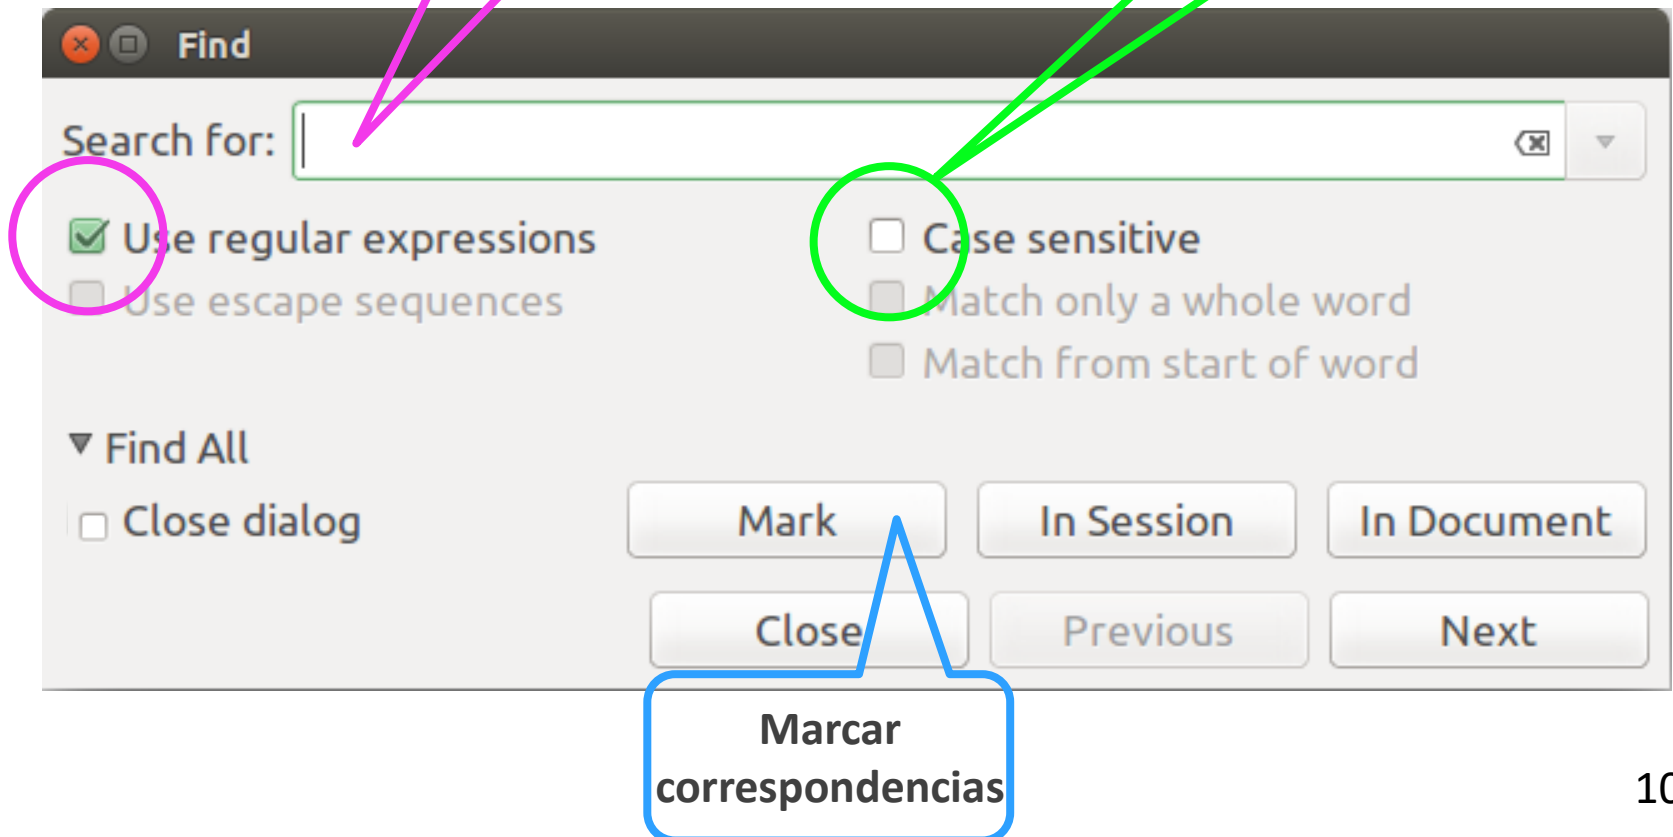 Find
Search for:
Use regular expressions
Case sensitive
Use escape sequences
Match only a whole word
Match from start of word
Find All
Close dialog
Mark
In Session
In Document
Close
Previous
Next
Marcar
correspondencias
10